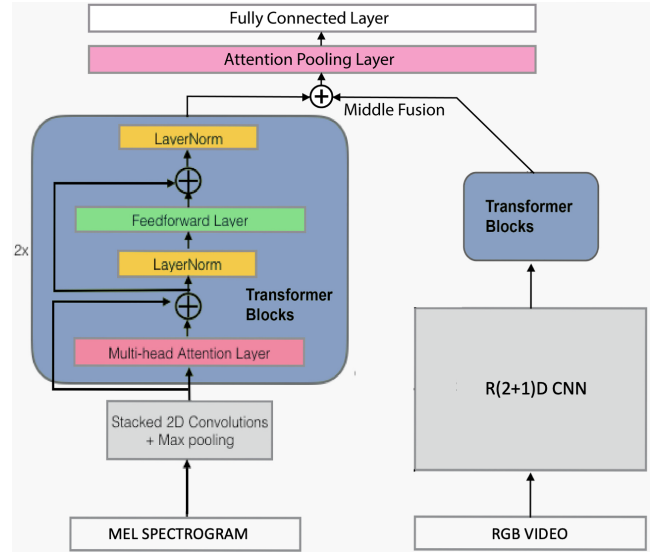 Fully Connected Layer
Attention Pooling Layer
Middle Fusion
LayerNorm
Feedforward Layer
2x
LayerNorm
Transformer
Blocks
Multi-head Attention Layer
Stacked 2D Convolutions
+ Max pooling
MEL SPECTROGRAM
Transformer
Blocks
R(2+1)D CNN
RGB VIDEO